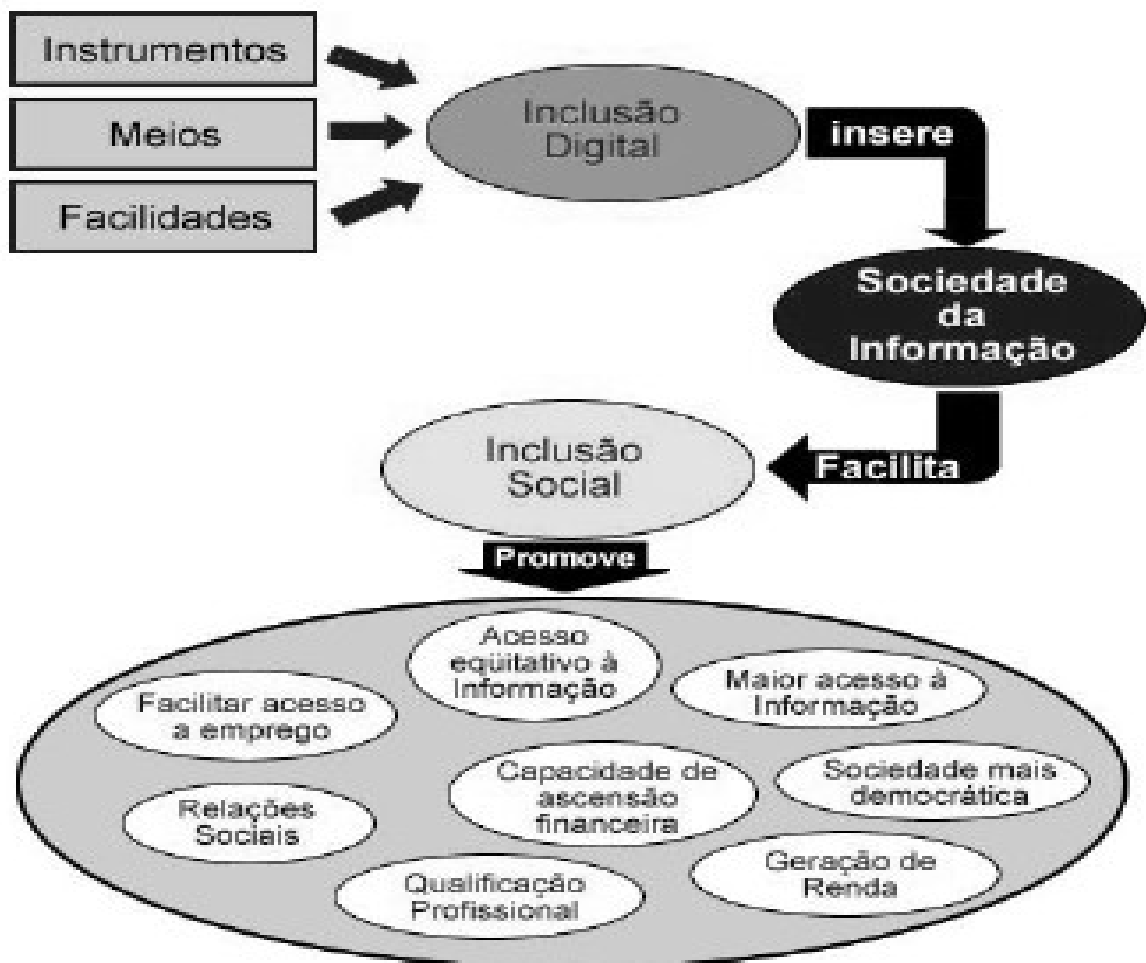 Instrumentos
Meios
Facilidades
Inclusão
Digital
insere
Sociedade
da
Informação
Facilita
Inclusão
Social
Promove
Acesso
eqüitativo à
Informação
Maior acesso à
Informação
Facilitar acesso
a emprego
Capacidade de
ascensão
financeira
Sociedade mais
democrática
Relações
Sociais
Qualificação
Profissional
Geração de
Renda